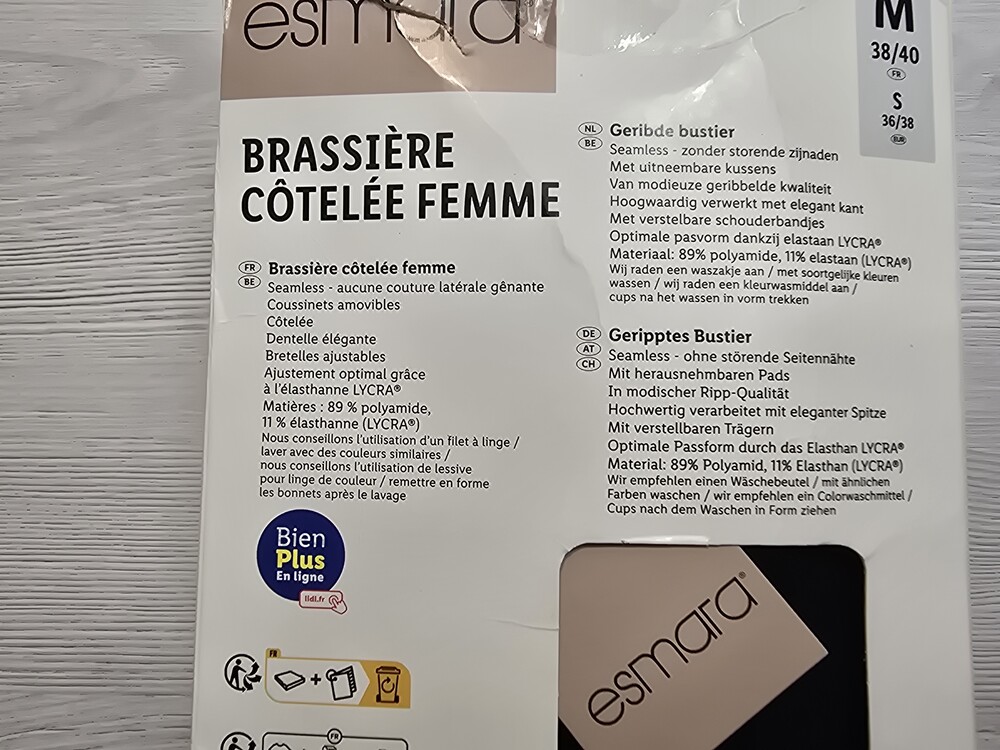 esmara
M
38/40
FR
S
36/38
EUR
BRASSIÈRE
CÔTELÉE FEMME
FR
BE
Brassière côtelée femme
Seamless - aucune couture latérale gênante
Coussinets amovibles
Côtelée
Dentelle élégante
Bretelles ajustables
Ajustement optimal grâce
à l'élasthanne LYCRA®
Matières : 89 % polyamide,
11 % élasthanne (LYCRA®)
Nous conseillons l'utilisation d'un filet à linge /
laver avec des couleurs similaires /
nous conseillons l'utilisation de lessive
pour linge de couleur / remettre en forme
les bonnets après le lavage
NL
BE
Geribde bustier
Seamless - zonder storende zijnaden
Met uitneembare kussens
Van modieuze geribbelde kwaliteit
Hoogwaardig verwerkt met elegant kant
Met verstelbare schouderbandjes
Optimale pasvorm dankzij elastaan LYCRA®
Materiaal: 89% polyamide, 11% elastaan (LYCRA®)
Wij raden een waszakje aan / met soortgelijke kleuren
wassen / wij raden een kleurwasmiddel aan /
cups na het wassen in vorm trekken
DE
AT
CH
Geripptes Bustier
Seamless - ohne störende Seitennähte
Mit herausnehmbaren Pads
In modischer Ripp-Qualität
Hochwertig verarbeitet mit eleganter Spitze
Mit verstellbaren Trägern
Optimale Passform durch das Elasthan LYCRA®
Material: 89% Polyamid, 11% Elasthan (LYCRA®)
Wir empfehlen einen Wäschebeutel / mit ähnlichen
Farben waschen / wir empfehlen ein Colorwaschmittel /
Cups nach dem Waschen in Form ziehen
Bien
Plus
En ligne
lidl.fr
FR
+
FR
esmara®